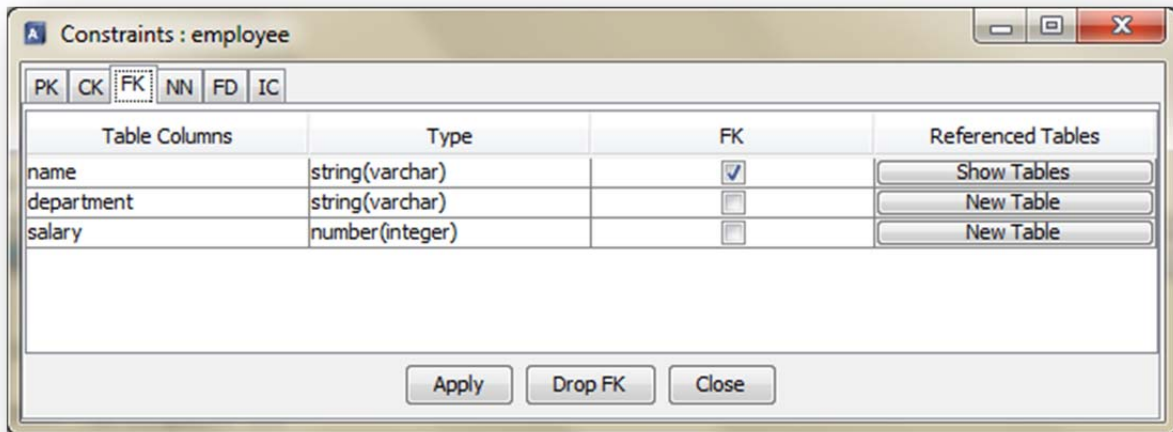 Constraints : employee
PK CK FK NN FD IC
Table Columns Type FK Referenced Tables
name string(varchar) Show Tables
department string(varchar) New Table
salary number(integer) New Table
Apply Drop FK Close